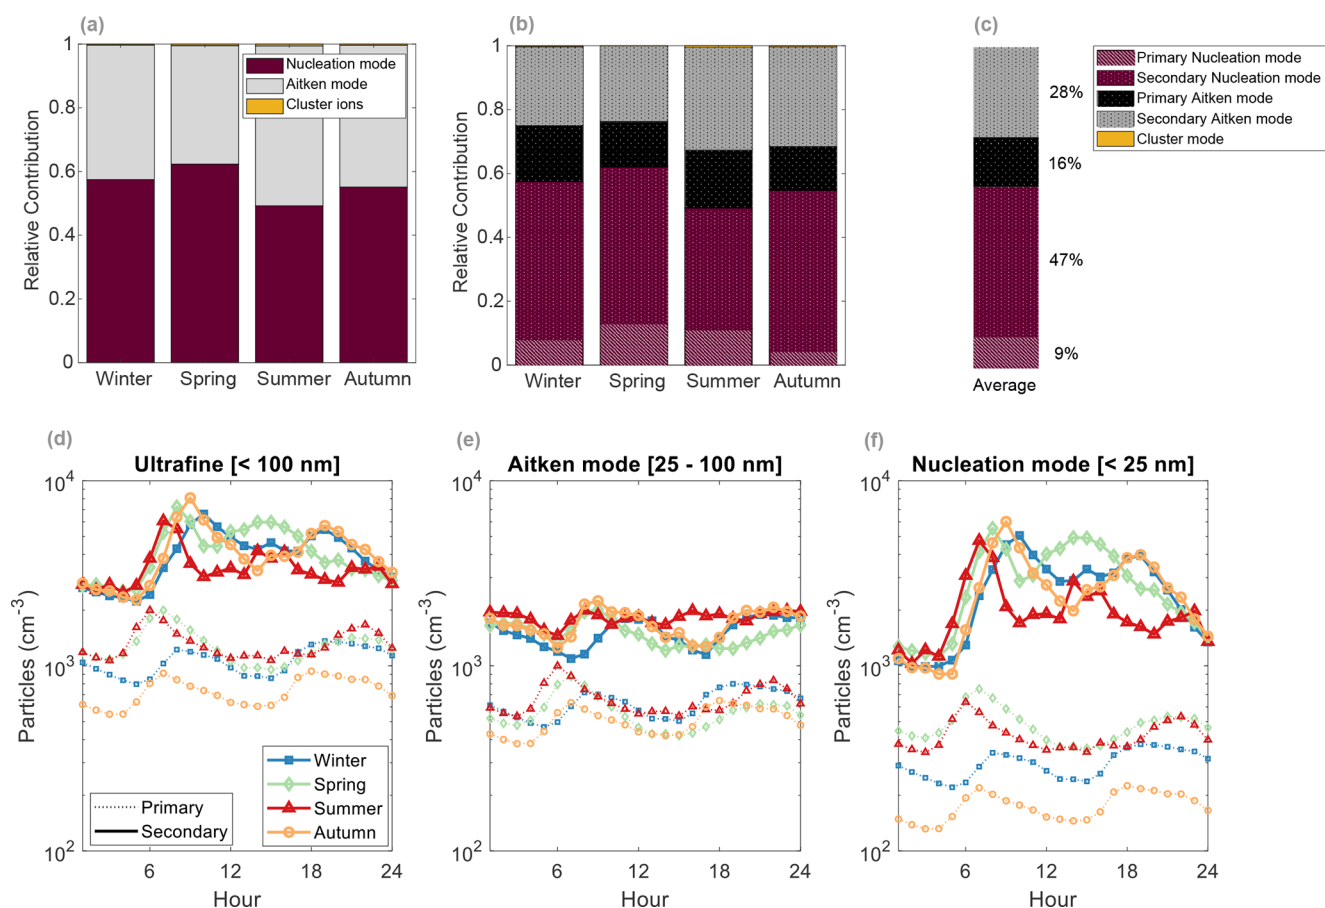 (a)
1
0.8
0.6
0.4
0.2
0
Relative Contribution
Nucleation mode
Aitken mode
Cluster ions
Winter
Spring
Summer
Autumn
(b)
1
0.8
0.6
0.4
0.2
0
Relative Contribution
Winter
Spring
Summer
Autumn
(c)
28%
16%
47%
9%
Average
Primary Nucleation mode
Secondary Nucleation mode
Primary Aitken mode
Secondary Aitken mode
Cluster mode
(d)
Ultrafine [< 100 nm]
10^4
10^3
10^2
Particles (cm^-3)
Primary
Secondary
Winter
Spring
Summer
Autumn
6
12
18
24
Hour
(e)
Aitken mode [25 - 100 nm]
10^4
10^3
10^2
Particles (cm^-3)
6
12
18
24
Hour
(f)
Nucleation mode [< 25 nm]
10^4
10^3
10^2
Particles (cm^-3)
6
12
18
24
Hour